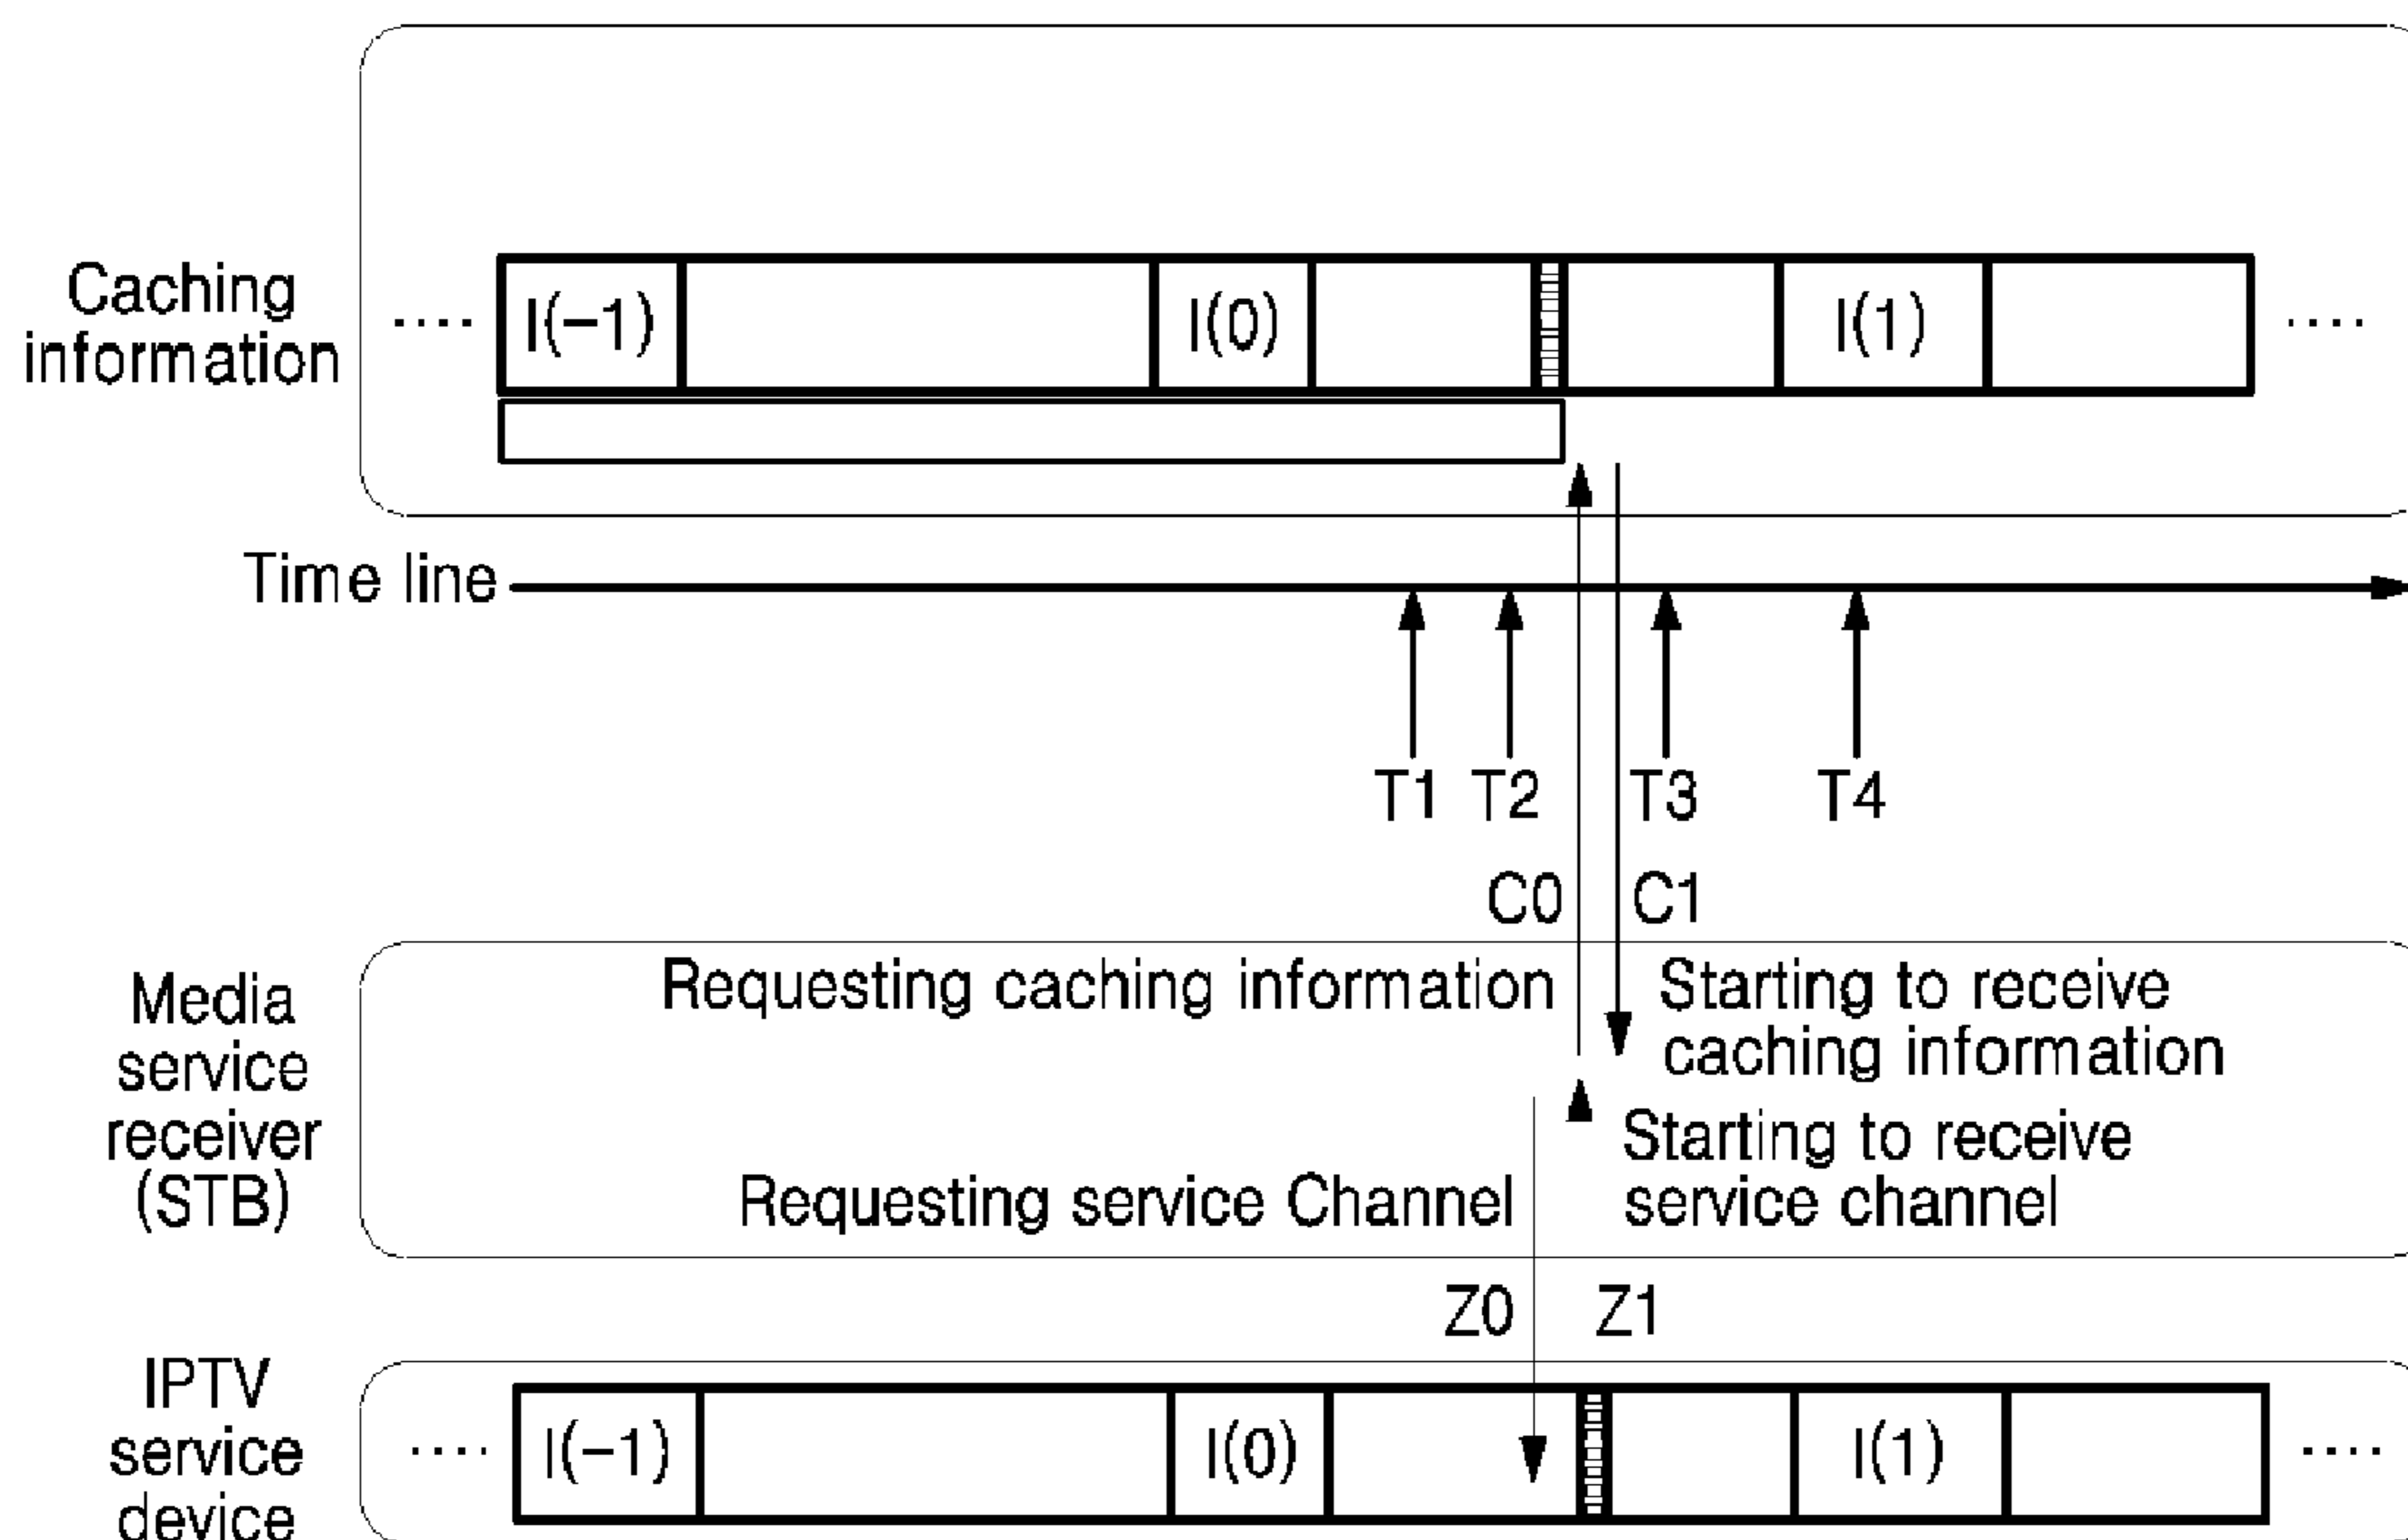 Caching
information
.... I(−1) I(0) I(1) ....
Time line
T1 T2 T3 T4
C0 C1
Media
service
receiver
(STB)
Requesting caching information
Starting to receive
caching information
Requesting service Channel
Starting to receive
service channel
Z0 Z1
IPTV
service
device
.... I(−1) I(0) I(1) ....